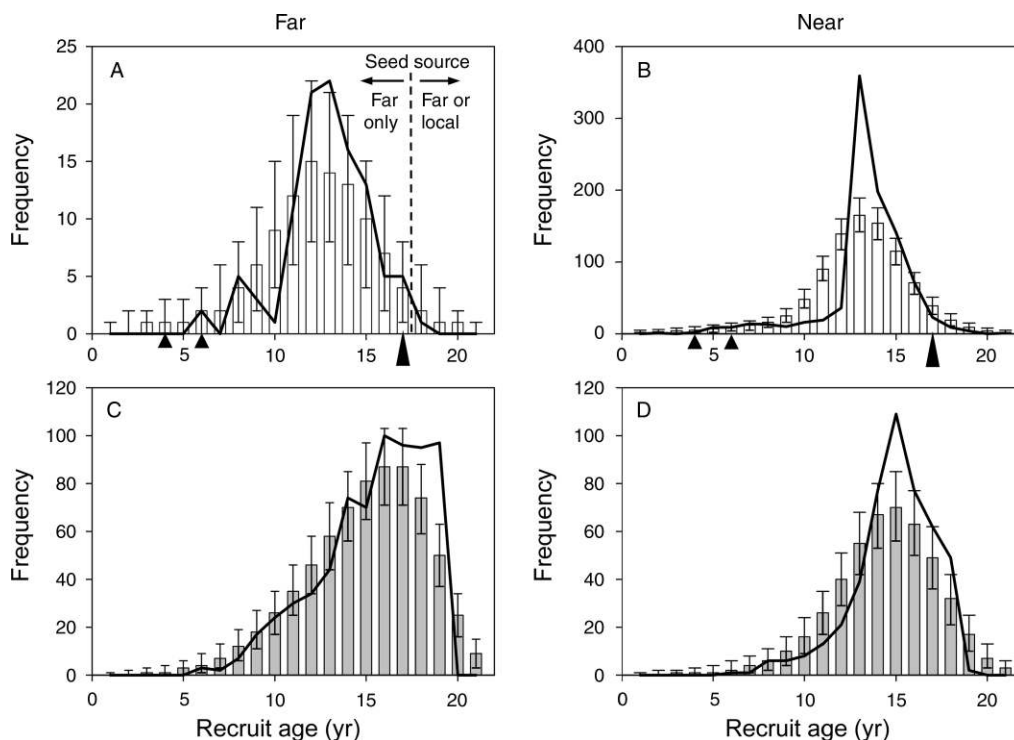 Far
Near
A
Seed source
Far only
Far or local
Frequency
25
20
15
10
5
0
0 5 10 15 20
B
Frequency
400
300
200
100
0
0 5 10 15 20
C
Frequency
120
100
80
60
40
20
0
0 5 10 15 20
Recruit age (yr)
D
Frequency
120
100
80
60
40
20
0
0 5 10 15 20
Recruit age (yr)